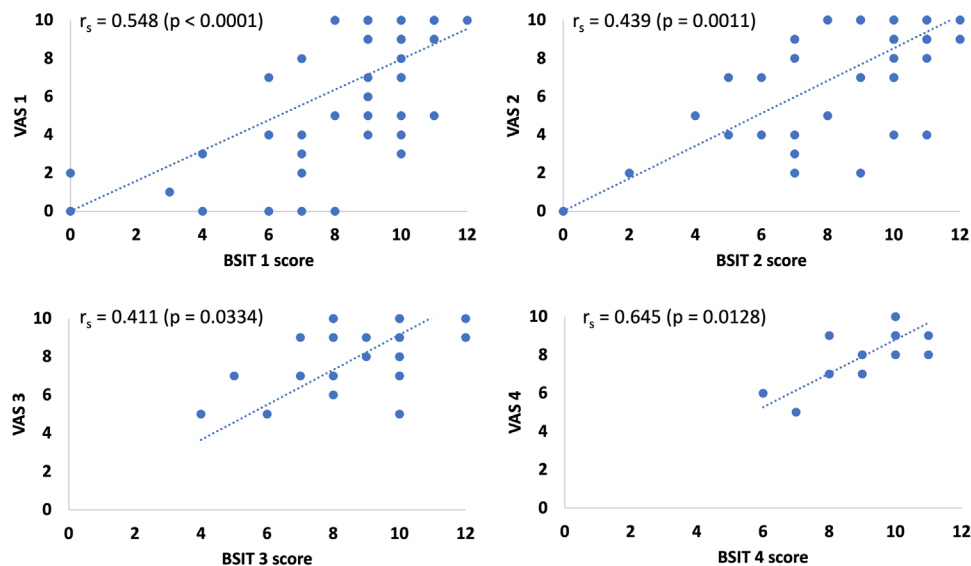 r_s = 0.548 (p < 0.0001)
10
8
6
4
2
0
VAS 1
0 2 4 6 8 10 12
BSIT 1 score
r_s = 0.439 (p = 0.0011)
10
8
6
4
2
0
VAS 2
0 2 4 6 8 10 12
BSIT 2 score
r_s = 0.411 (p = 0.0334)
10
8
6
4
2
0
VAS 3
0 2 4 6 8 10 12
BSIT 3 score
r_s = 0.645 (p = 0.0128)
10
8
6
4
2
0
VAS 4
0 2 4 6 8 10 12
BSIT 4 score